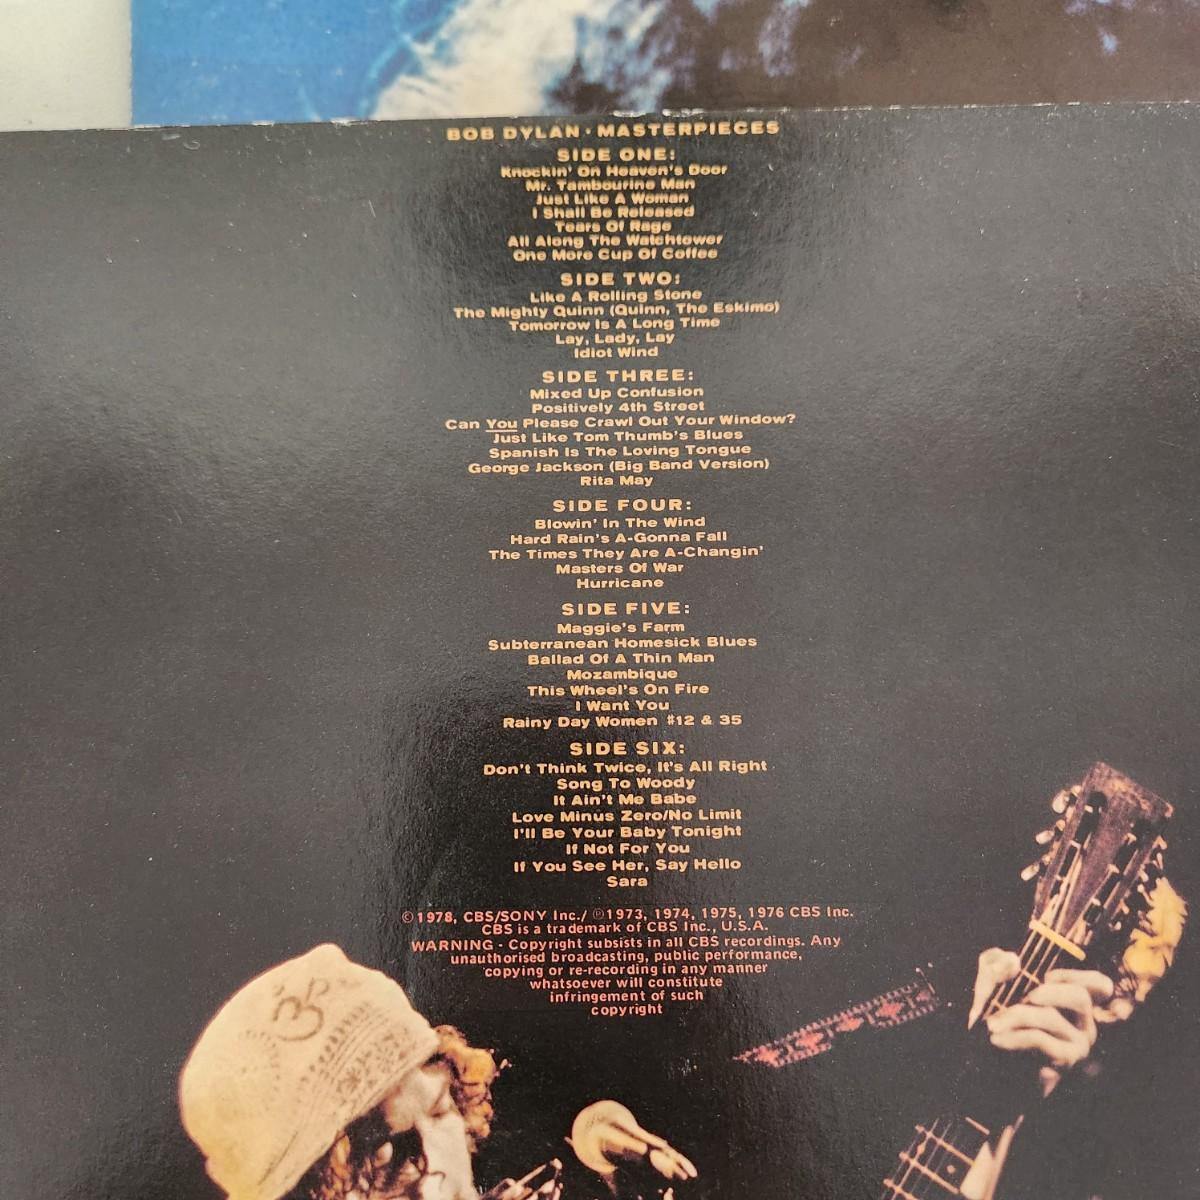 BOB DYLAN · MASTERPIECES
SIDE ONE:
Knockin' On Heaven's Door
Mr. Tambourine Man
Just Like A Woman
I Shall Be Released
Tears Of Rage
All Along The Watchtower
One More Cup Of Coffee
SIDE TWO:
Like A Rolling Stone
The Mighty Quinn (Quinn, The Eskimo)
Tomorrow Is A Long Time
Lay, Lady, Lay
Idiot Wind
SIDE THREE:
Mixed Up Confusion
Positively 4th Street
Can You Please Crawl Out Your Window?
Just Like Tom Thumb's Blues
Spanish Is The Loving Tongue
George Jackson (Big Band Version)
Rita May
SIDE FOUR:
Blowin' In The Wind
Hard Rain's A-Gonna Fall
The Times They Are A-Changin'
Masters Of War
Hurricane
SIDE FIVE:
Maggie's Farm
Subterranean Homesick Blues
Ballad Of A Thin Man
Mozambique
This Wheel's On Fire
I Want You
Rainy Day Women #12 & 35
SIDE SIX:
Don't Think Twice, It's All Right
Song To Woody
It Ain't Me Babe
Love Minus Zero/No Limit
I'll Be Your Baby Tonight
If Not For You
If You See Her, Say Hello
Sara
©1978, CBS/SONY Inc./ ℗1973, 1974, 1975, 1976 CBS Inc.
CBS is a trademark of CBS Inc., U.S.A.
WARNING - Copyright subsists in all CBS recordings. Any
unauthorised broadcasting, public performance,
copying or re-recording in any manner
whatsoever will constitute
infringement of such
copyright
ॐ